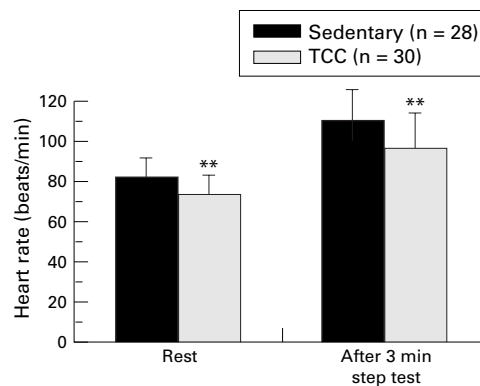 Sedentary (n = 28)
TCC (n = 30)
Heart rate (beats/min)
120
100
80
60
40
20
0
**
**
Rest
After 3 min
step test